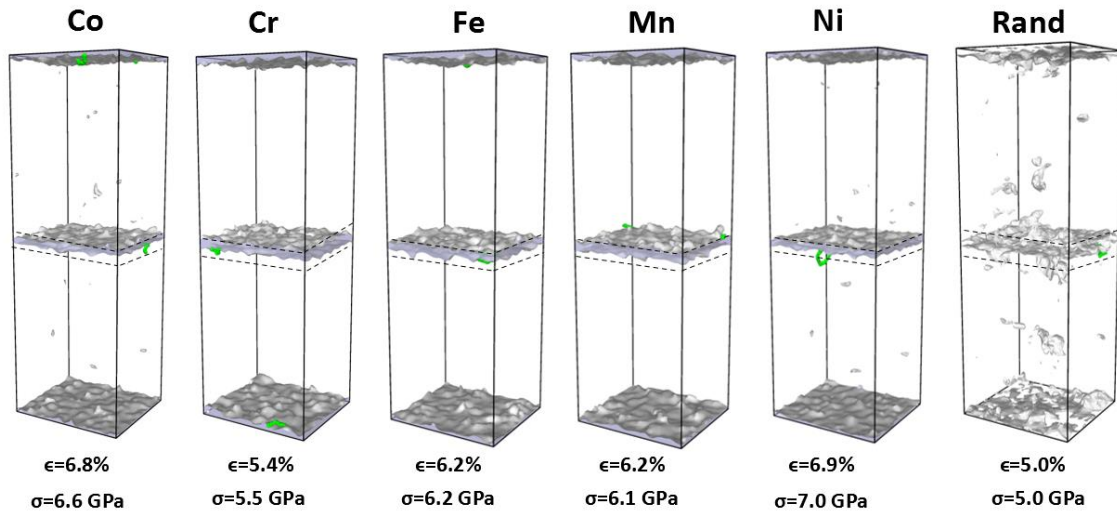 Co Cr Fe Mn Ni Rand
ϵ=6.8% ϵ=5.4% ϵ=6.2% ϵ=6.2% ϵ=6.9% ϵ=5.0%
σ=6.6 GPa σ=5.5 GPa σ=6.2 GPa σ=6.1 GPa σ=7.0 GPa σ=5.0 GPa